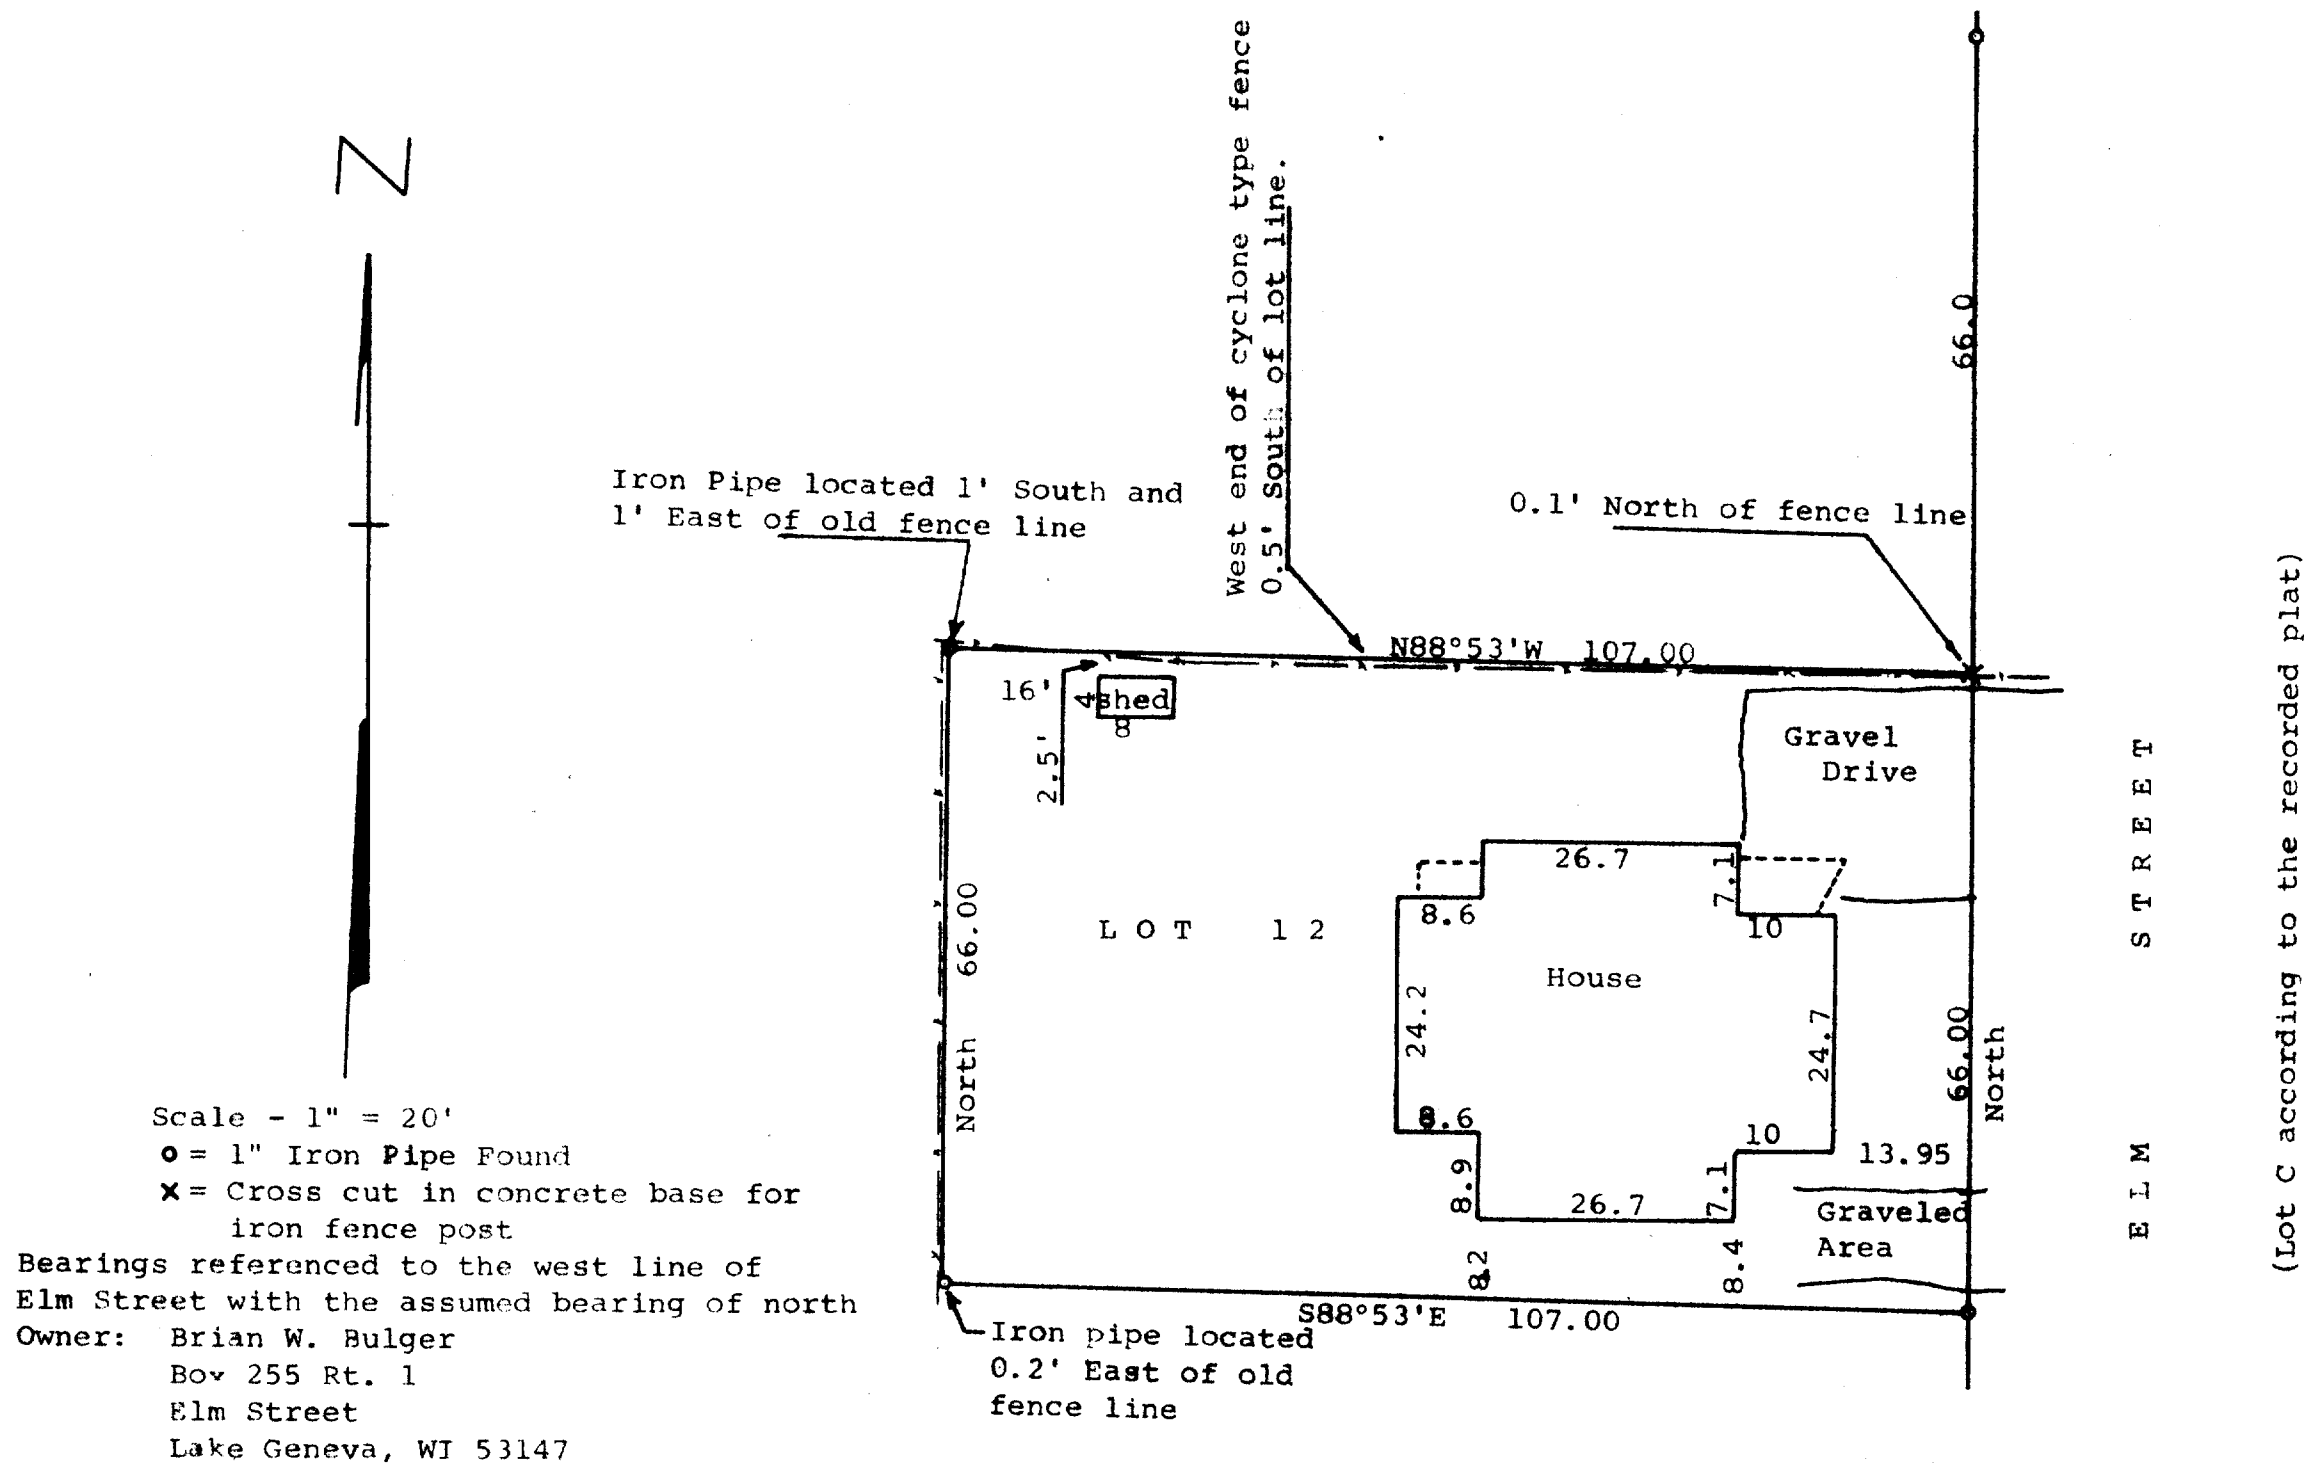 N
West end of cyclone type fence
0.5' South of lot line.
66.0
Iron Pipe located 1' South and
1' East of old fence line
0.1' North of fence line
N88°53'W 107.00
16'
4
shed
8
2.5'
Gravel
Drive
26.7
7.1
8.6
10
LOT 12
House
North 66.00
24.2
24.7
66.00
North
8.6
10
13.95
8.9
7.1
26.7
Graveled
Area
8.2
8.4
S88°53'E 107.00
Iron pipe located
0.2' East of old
fence line
ELM STREET
(Lot C according to the recorded plat)
Scale - 1" = 20'
o = 1" Iron Pipe Found
x = Cross cut in concrete base for
iron fence post
Bearings referenced to the west line of
Elm Street with the assumed bearing of north
Owner: Brian W. Bulger
Box 255 Rt. 1
Elm Street
Lake Geneva, WI 53147